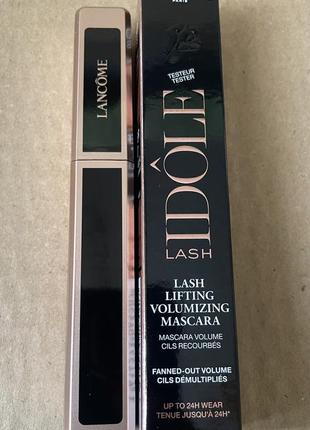 LANCÔME
PARIS
TESTEUR
TESTER
IDÔLE
LASH
LASH
LIFTING
VOLUMIZING
MASCARA
MASCARA VOLUME
CILS RECOURBÉS
FANNED-OUT VOLUME
CILS DÉMULTIPLIÉS
UP TO 24H WEAR
TENUE JUSQU'À 24H*